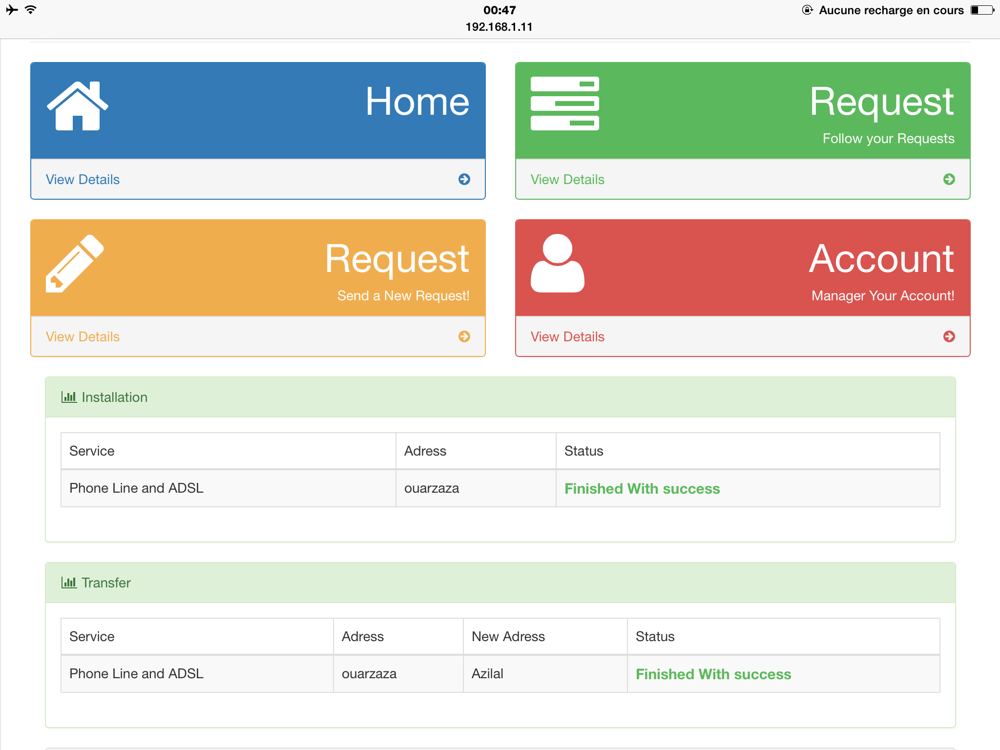 00:47
Aucune recharge en cours
192.168.1.11
Home
View Details
Request
Follow your Requests
View Details
Request
Send a New Request!
View Details
Account
Manager Your Account!
View Details
Installation
Service Adress Status
Phone Line and ADSL ouarzaza Finished With success
Transfer
Service Adress New Adress Status
Phone Line and ADSL ouarzaza Azilal Finished With success